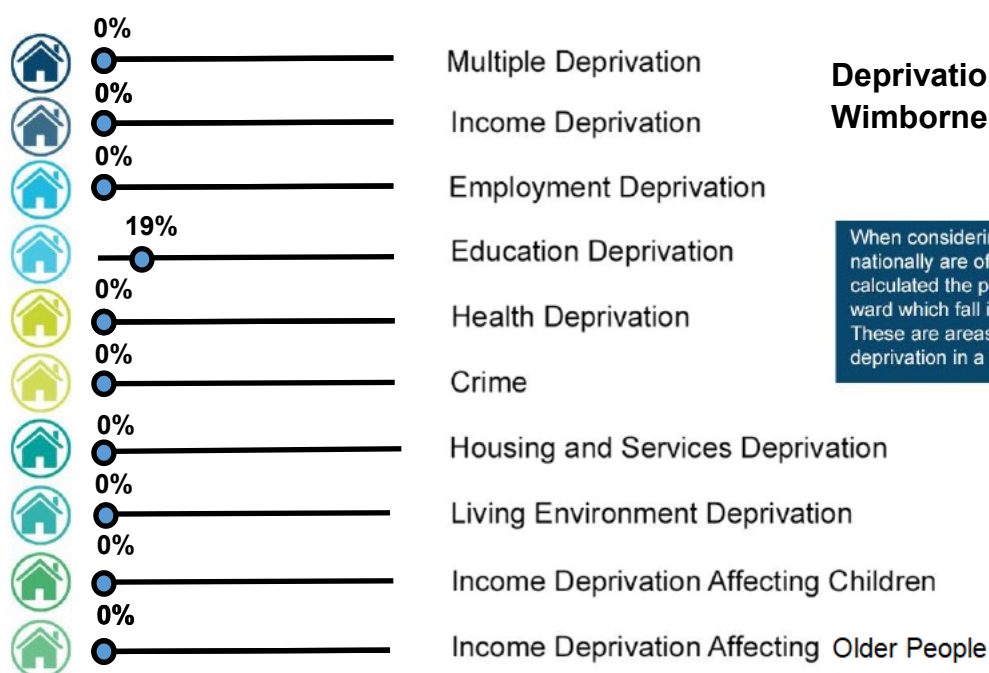 0%
Multiple Deprivation
0%
Income Deprivation
0%
Employment Deprivation
19%
Education Deprivation
0%
Health Deprivation
0%
Crime
0%
Housing and Services Deprivation
0%
Living Environment Deprivation
0%
Income Deprivation Affecting Children
0%
Income Deprivation Affecting Older People
Deprivatio
Wimborne
When considerin
nationally are of
calculated the p
ward which fall i
These are areas
deprivation in a